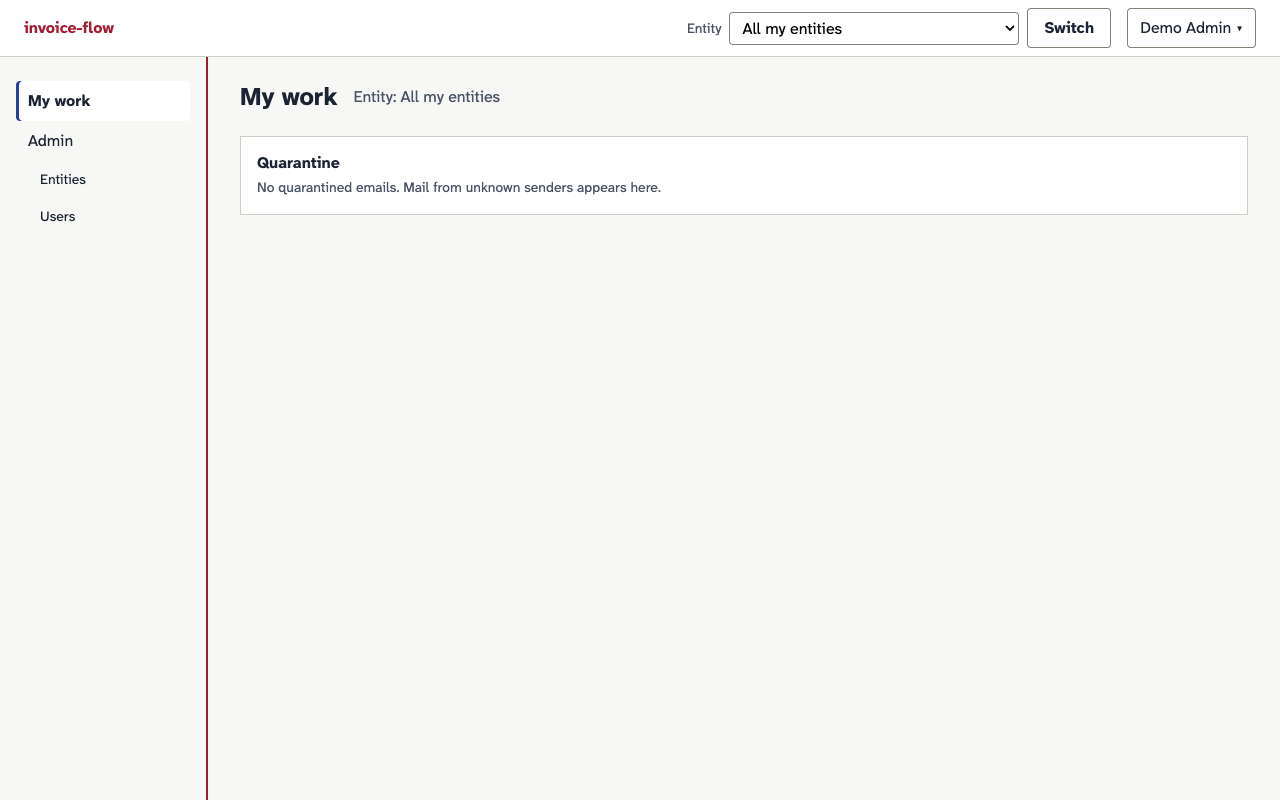 invoice-flow
Entity
All my entities
Switch
Demo Admin ▾
My work
Admin
Entities
Users
My work
Entity: All my entities
Quarantine
No quarantined emails. Mail from unknown senders appears here.